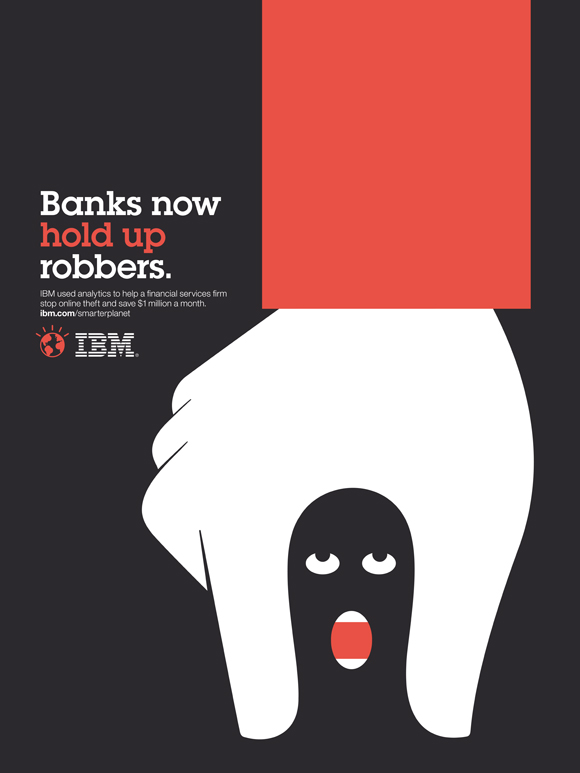 Banks now
hold up
robbers.
IBM used analytics to help a financial services firm
stop online theft and save $1 million a month.
ibm.com/smarterplanet
IBM®